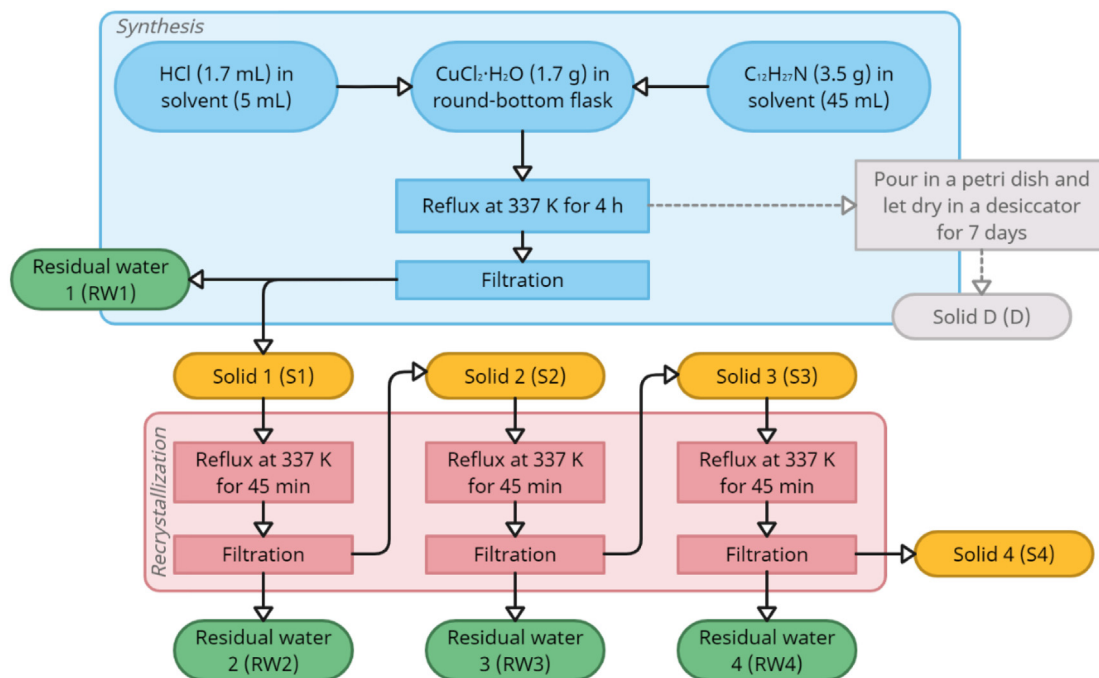 Synthesis
HCl (1.7 mL) in
solvent (5 mL)
CuCl₂·H₂O (1.7 g) in
round-bottom flask
C₁₂H₂₇N (3.5 g) in
solvent (45 mL)
Reflux at 337 K for 4 h
Pour in a petri dish and
let dry in a desiccator
for 7 days
Residual water
1 (RW1)
Filtration
Solid D (D)
Solid 1 (S1)
Solid 2 (S2)
Solid 3 (S3)
Recrystallization
Reflux at 337 K
for 45 min
Reflux at 337 K
for 45 min
Reflux at 337 K
for 45 min
Filtration
Filtration
Filtration
Solid 4 (S4)
Residual water
2 (RW2)
Residual water
3 (RW3)
Residual water
4 (RW4)